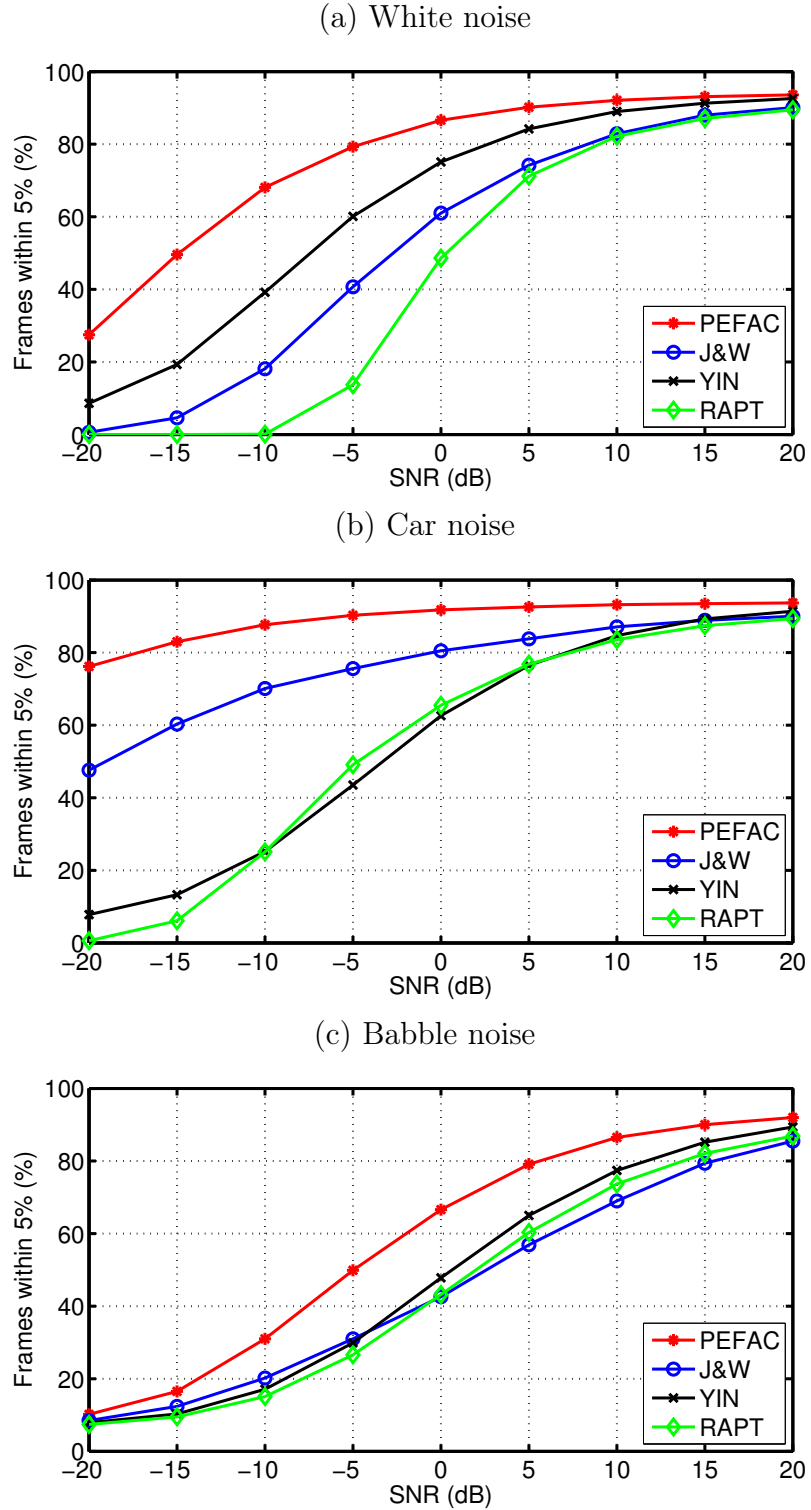 (a) White noise
100
80
60
40
20
0
Frames within 5% (%)
PEFAC
J&W
YIN
RAPT
−20 −15 −10 −5 0 5 10 15 20
SNR (dB)
(b) Car noise
100
80
60
40
20
0
Frames within 5% (%)
PEFAC
J&W
YIN
RAPT
−20 −15 −10 −5 0 5 10 15 20
SNR (dB)
(c) Babble noise
100
80
60
40
20
0
Frames within 5% (%)
PEFAC
J&W
YIN
RAPT
−20 −15 −10 −5 0 5 10 15 20
SNR (dB)